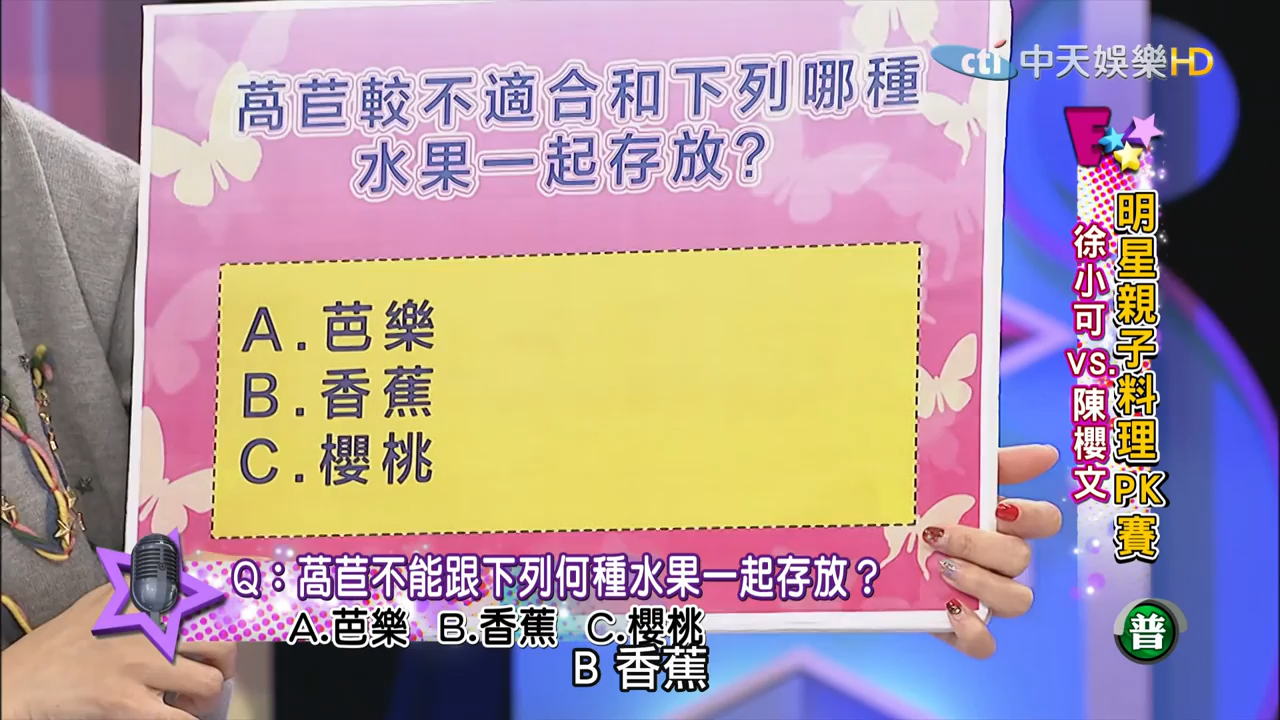 萵苣較不適合和下列哪種
水果一起存放?
A.芭樂
B.香蕉
C.櫻桃
cti 中天娛樂HD
明星親子料理PK賽
徐小可vs.陳櫻文
普
Q：萵苣不能跟下列何種水果一起存放？
A.芭樂 B.香蕉 C.櫻桃
B 香蕉